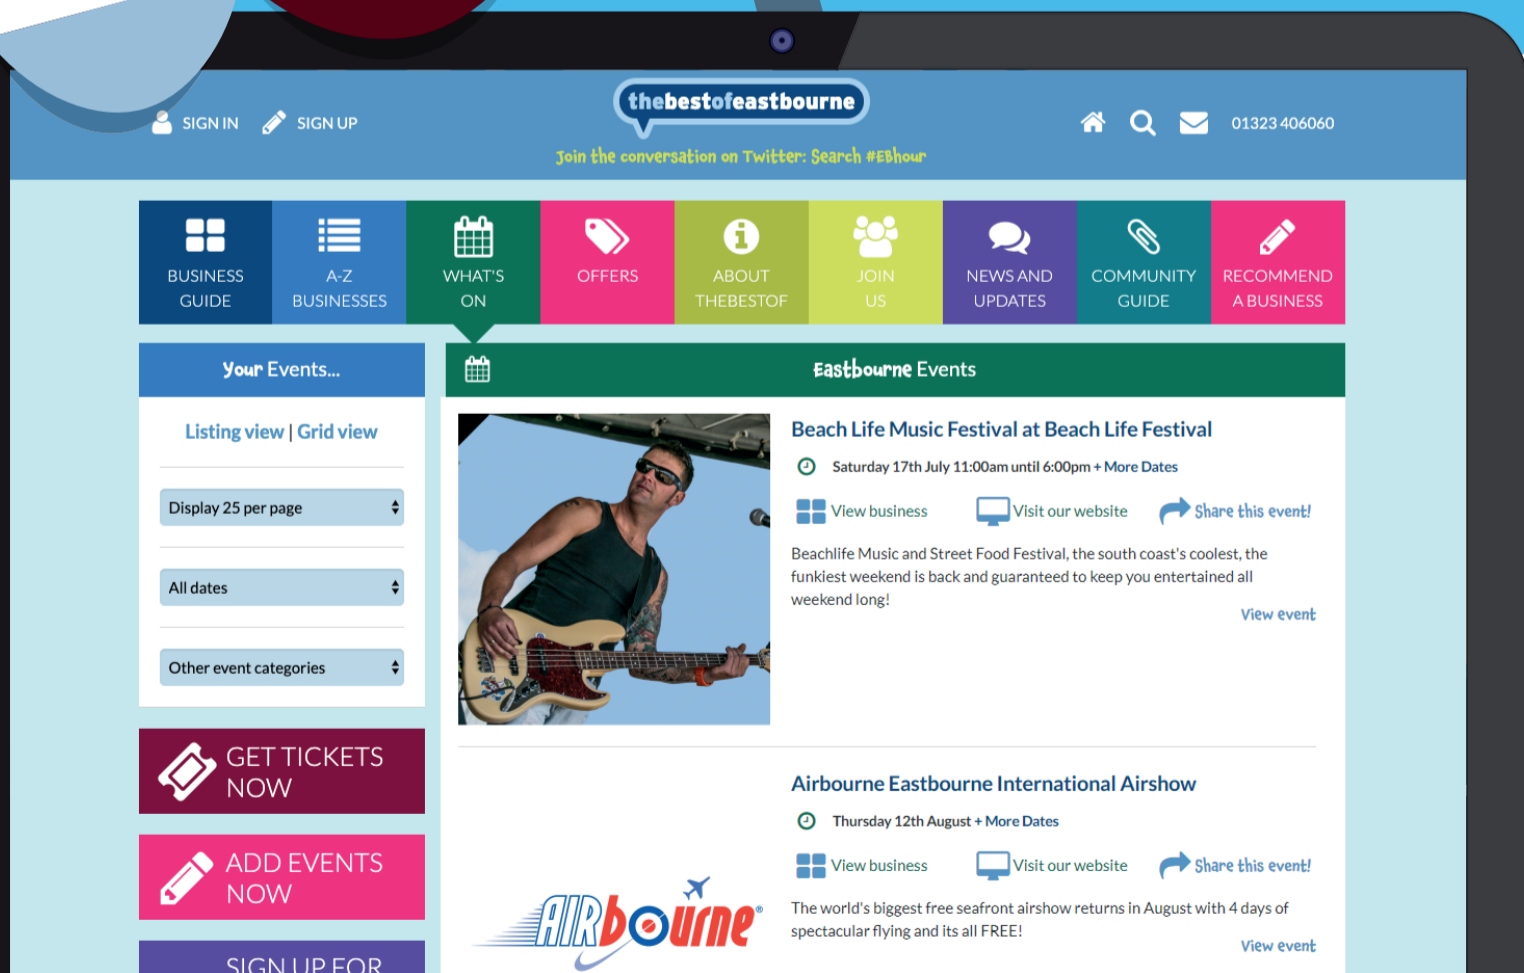 SIGN IN
SIGN UP
thebestofeastbourne
Join the conversation on Twitter: Search #EBhour
01323 406060
BUSINESS
GUIDE
A-Z
BUSINESSES
WHAT'S
ON
OFFERS
ABOUT
THEBESTOF
JOIN
US
NEWS AND
UPDATES
COMMUNITY
GUIDE
RECOMMEND
A BUSINESS
Your Events...
Listing view | Grid view
Display 25 per page
All dates
Other event categories
GET TICKETS
NOW
ADD EVENTS
NOW
SIGN UP FOR
Eastbourne Events
Beach Life Music Festival at Beach Life Festival
Saturday 17th July 11:00am until 6:00pm + More Dates
View business
Visit our website
Share this event!
Beachlife Music and Street Food Festival, the south coast's coolest, the
funkiest weekend is back and guaranteed to keep you entertained all
weekend long!
View event
Airbourne Eastbourne International Airshow
Thursday 12th August + More Dates
View business
Visit our website
Share this event!
AIRbourne®
The world's biggest free seafront airshow returns in August with 4 days of
spectacular flying and its all FREE!
View event